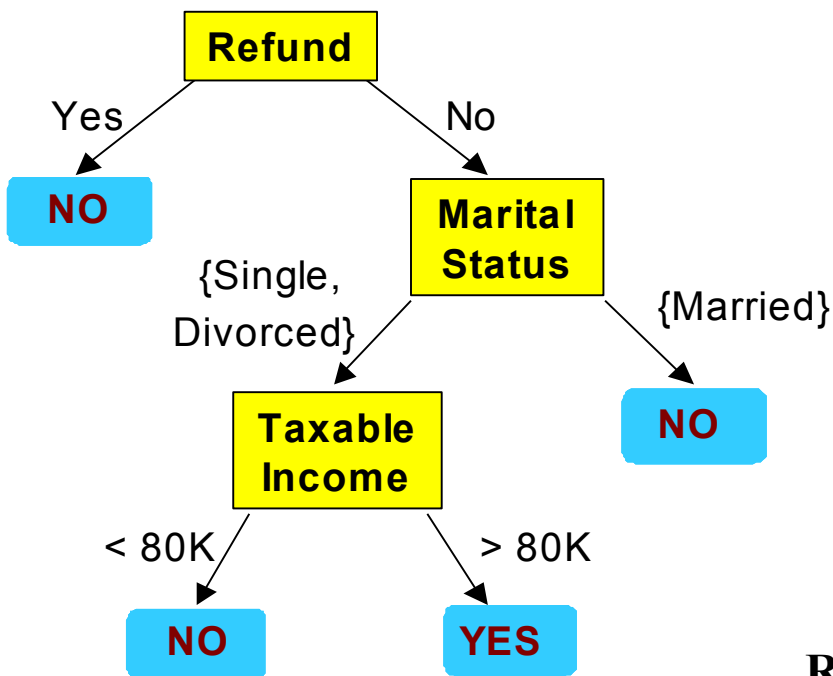 Refund
Yes
No
NO
Marital
Status
{Single,
Divorced}
{Married}
Taxable
Income
NO
< 80K
> 80K
NO
YES
R